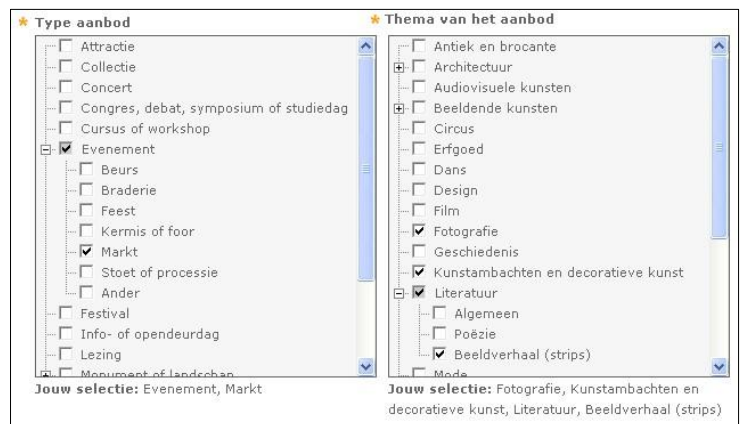 * Type aanbod
Attractie
Collectie
Concert
Congres, debat, symposium of studiedag
Cursus of workshop
Evenement
Beurs
Braderie
Feest
Kermis of foor
Markt
Stoet of processie
Ander
Festival
Info- of opendeurdag
Lezing
Monument of landschap
Jouw selectie: Evenement, Markt
* Thema van het aanbod
Antiek en brocante
Architectuur
Audiovisuele kunsten
Beeldende kunsten
Circus
Erfgoed
Dans
Design
Film
Fotografie
Geschiedenis
Kunstambachten en decoratieve kunst
Literatuur
Algemeen
Poëzie
Beeldverhaal (strips)
Mode
Jouw selectie: Fotografie, Kunstambachten en
decoratieve kunst, Literatuur, Beeldverhaal (strips)